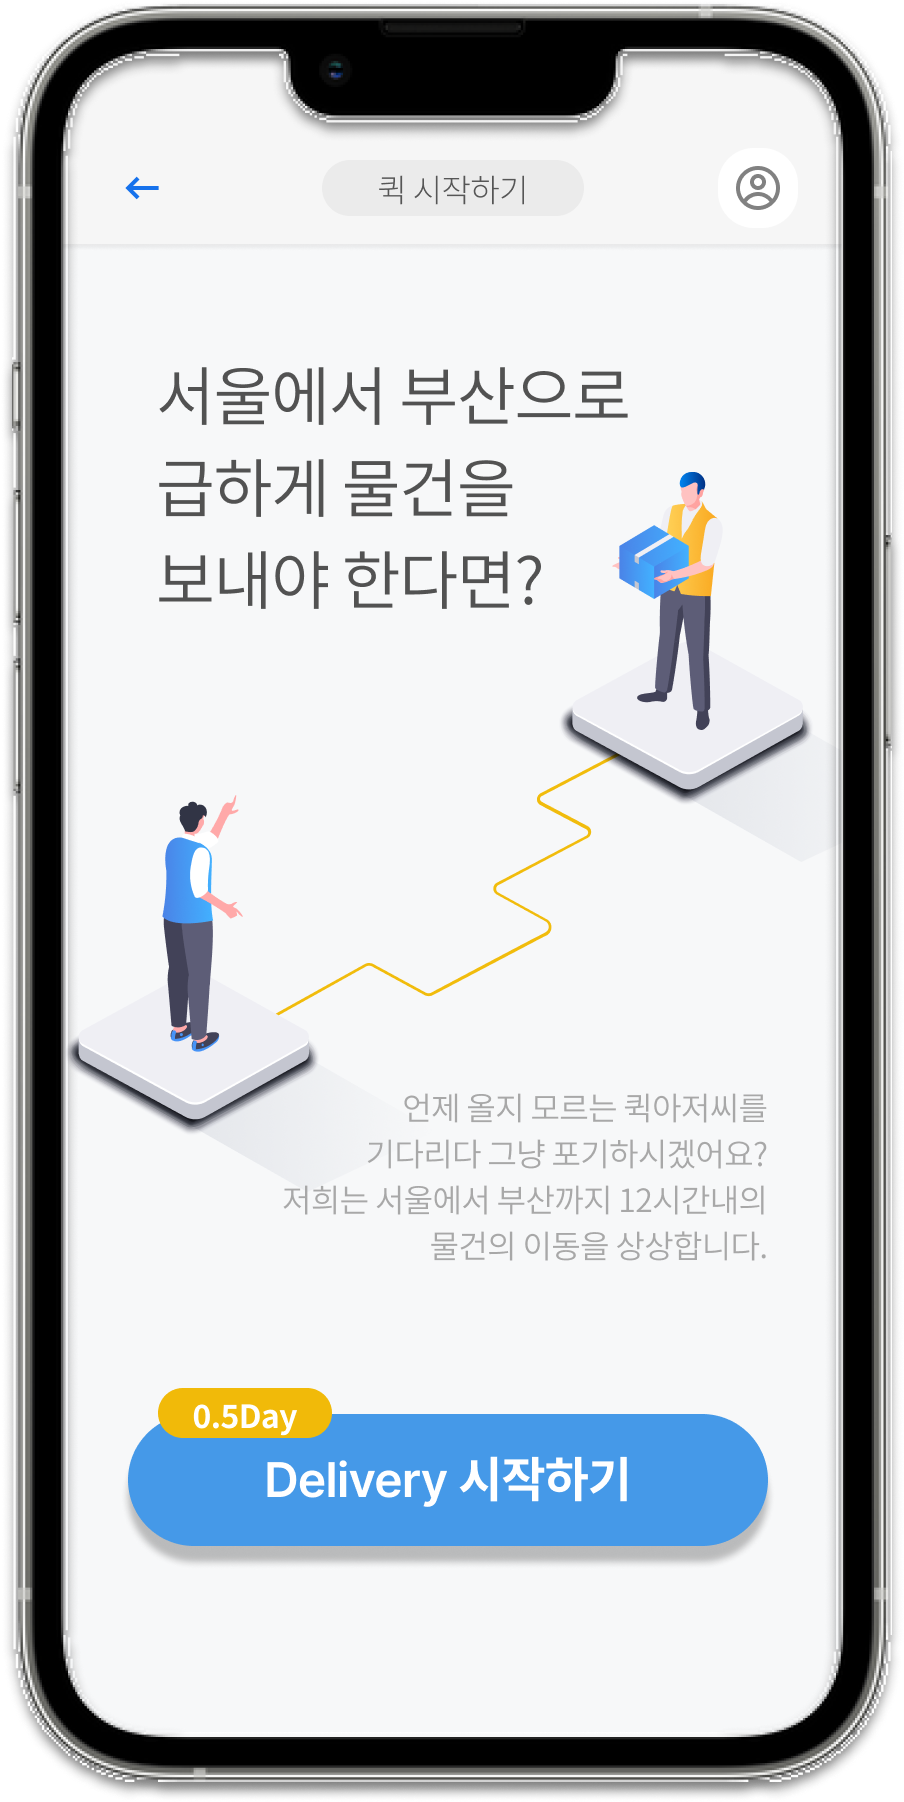 퀵 시작하기
서울에서 부산으로
급하게 물건을
보내야 한다면?
언제 올지 모르는 퀵아저씨를
기다리다 그냥 포기하시겠어요?
저희는 서울에서 부산까지 12시간내의
물건의 이동을 상상합니다.
0.5Day
Delivery 시작하기